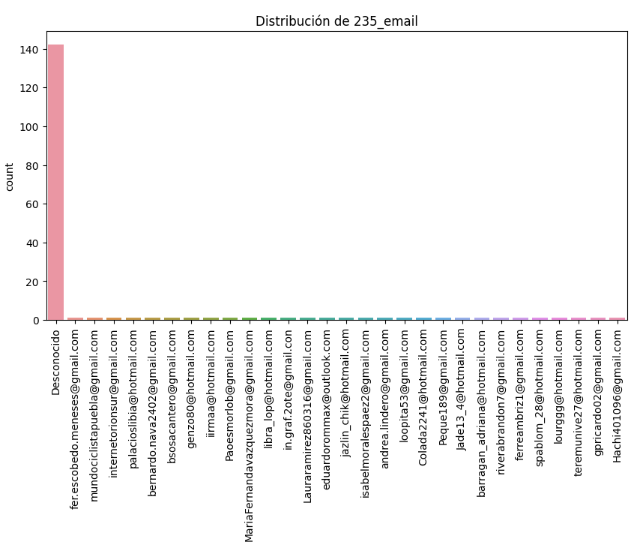 Distribución de 235_email
count
140
120
100
80
60
40
20
0
Desconocido
fer.escobedo.meneses@gmail.com
mundociclistapuebla@gmail.com
internetorionsur@gmail.com
palacioslibia@hotmail.com
bernardo.nava2402@gmail.com
bsosacantero@gmail.com
genzo80@hotmail.com
iirmaa@hotmail.com
Paoesmorlob@gmail.com
MariaFernandavazquezmora@gmail.com
libra_lop@hotmail.com
in.graf.2ote@gmail.con
Lauraramirez860316@gmail.com
eduardorommax@outlook.com
jazlin_chik@hotmail.com
isabelmoralespaez2@gmail.com
andrea.lindero@gmail.com
loopita53@gmail.com
Colada2241@hotmail.com
Peque189@gmail.com
Jade13_4@hotmail.com
barragan_adriana@hotmail.com
riverabrandon7@gmail.com
ferreambriz1@gmail.com
spablom_28@hotmail.com
lourggg@hotmail.com
teremunive27@hotmail.com
gpricardo02@gmail.com
Hachi401096@gmail.com